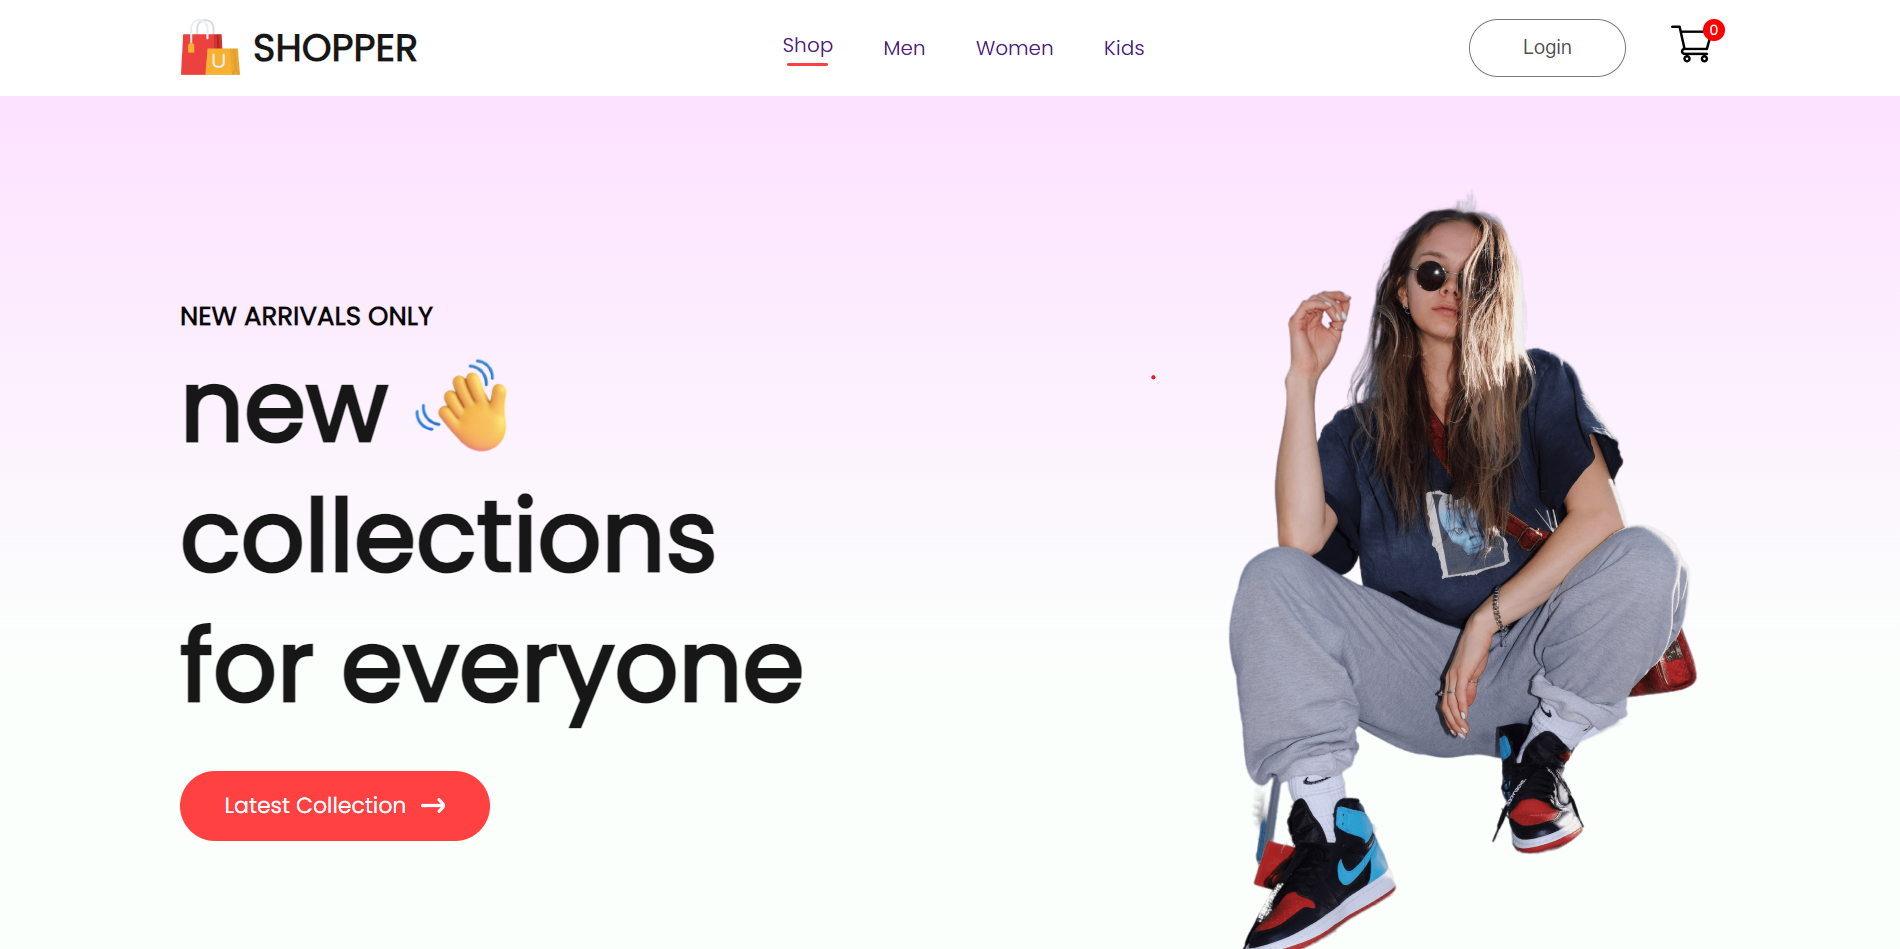 SHOPPER
Shop Men Women Kids
Login
0
NEW ARRIVALS ONLY
new 👋
collections
for everyone
Latest Collection →